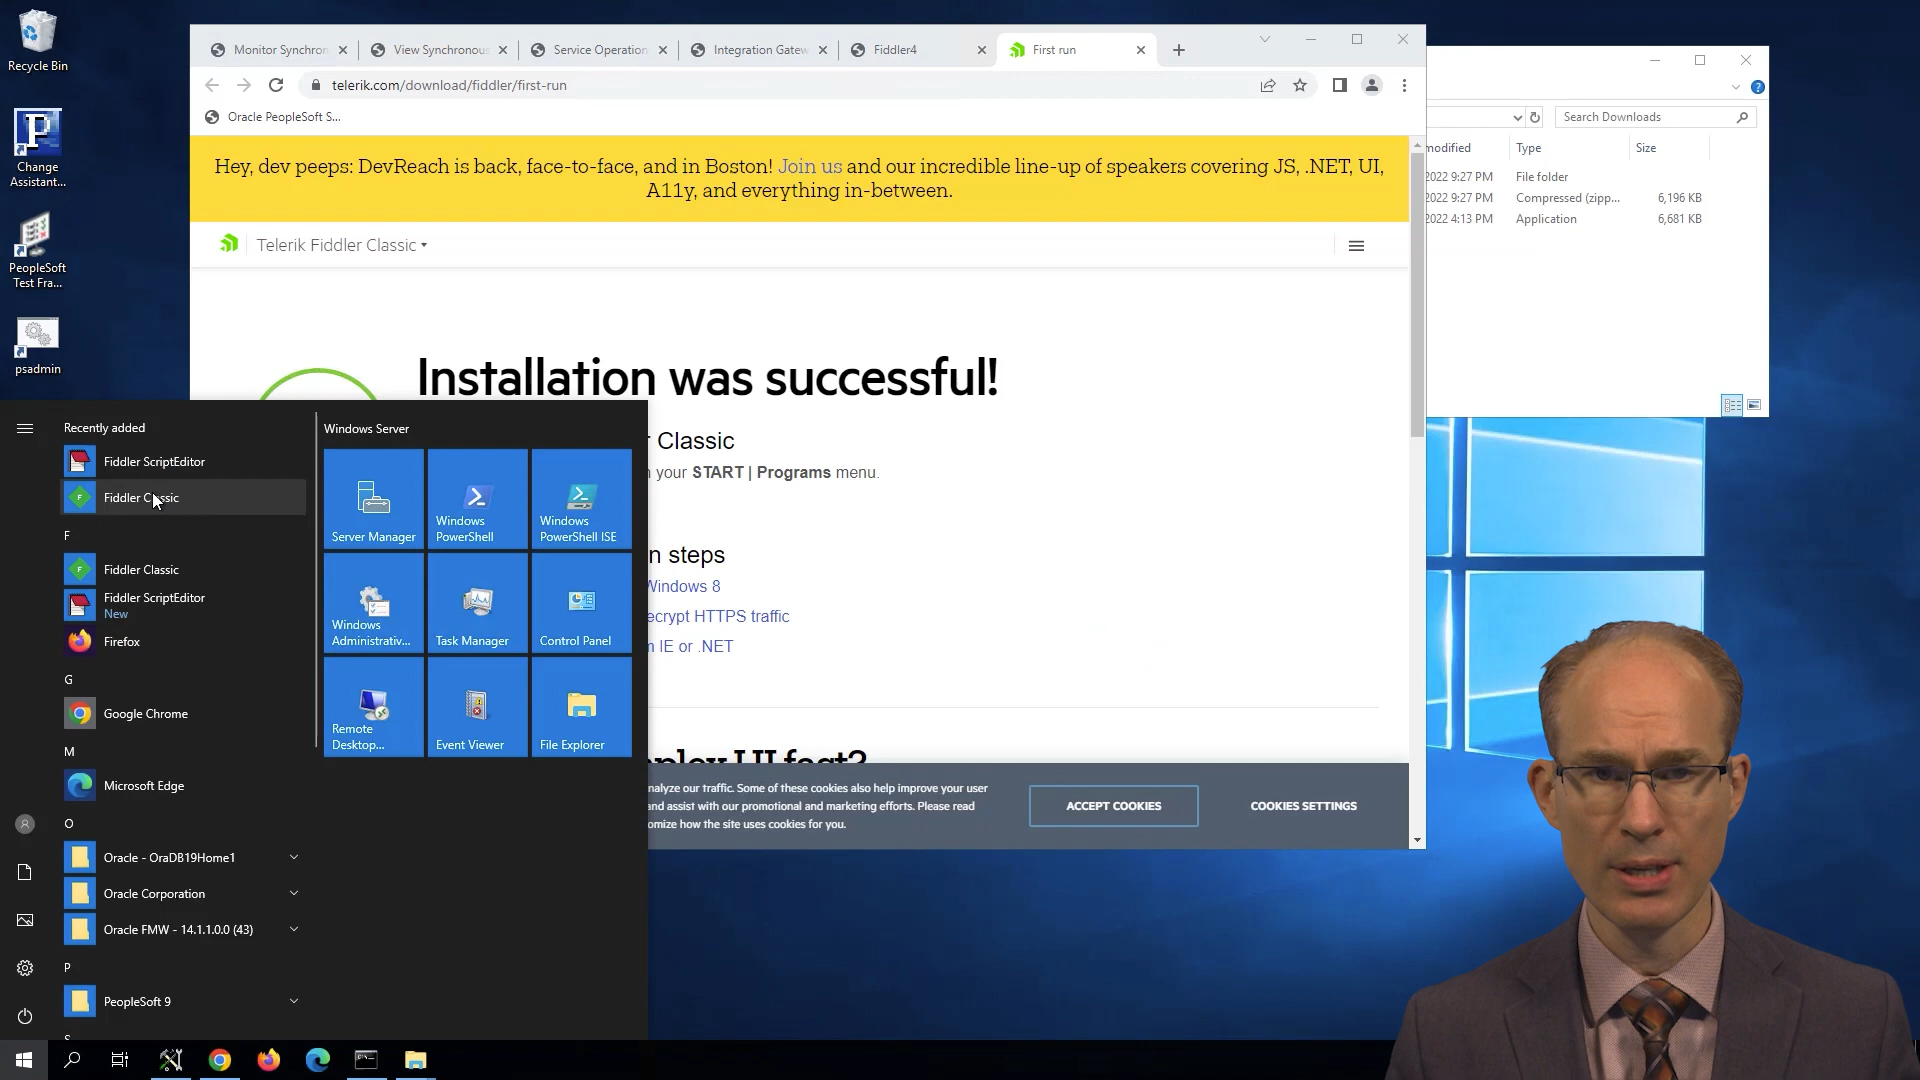 Recycle Bin
Change
Assistant...
PeopleSoft
Test Fra...
psadmin
Monitor Synchron
View Synchronous
Service Operation
Integration Gatew
Fiddler4
First run
telerik.com/download/fiddler/first-run
Oracle PeopleSoft S...
Hey, dev peeps: DevReach is back, face-to-face, and in Boston! Join us and our incredible line-up of speakers covering JS, .NET, UI,
A11y, and everything in-between.
Telerik Fiddler Classic
Installation was successful!
Classic
your START | Programs menu.
n steps
Windows 8
ecrypt HTTPS traffic
IE or .NET
nalyze our traffic. Some of these cookies also help improve your user
and assist with our promotional and marketing efforts. Please read
omize how the site uses cookies for you.
ACCEPT COOKIES
COOKIES SETTINGS
Search Downloads
modified
Type
Size
2022 9:27 PM
File folder
2022 9:27 PM
Compressed (zipp...
6,196 KB
2022 4:13 PM
Application
6,681 KB
Recently added
Fiddler ScriptEditor
Fiddler Classic
F
Fiddler Classic
Fiddler ScriptEditor
New
Firefox
G
Google Chrome
M
Microsoft Edge
O
Oracle - OraDB19Home1
Oracle Corporation
Oracle FMW - 14.1.1.0.0 (43)
P
PeopleSoft 9
Windows Server
Server Manager
Windows
PowerShell
Windows
PowerShell ISE
Windows
Administrativ...
Task Manager
Control Panel
Remote
Desktop...
Event Viewer
File Explorer